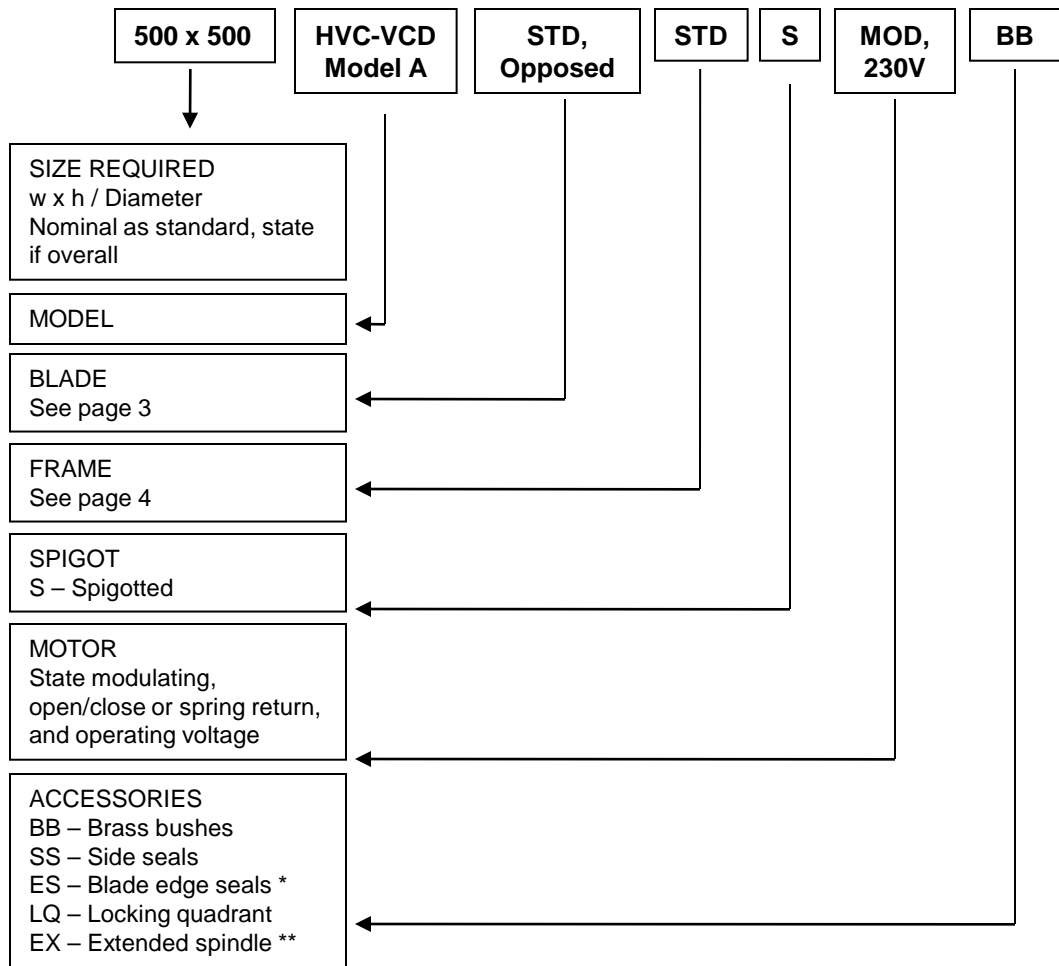 500 x 500
HVC-VCD
Model A
STD,
Opposed
STD
S
MOD,
230V
BB
SIZE REQUIRED
w x h / Diameter
Nominal as standard, state
if overall
MODEL
BLADE
See page 3
FRAME
See page 4
SPIGOT
S – Spigotted
MOTOR
State modulating,
open/close or spring return,
and operating voltage
ACCESSORIES
BB – Brass bushes
SS – Side seals
ES – Blade edge seals *
LQ – Locking quadrant
EX – Extended spindle **